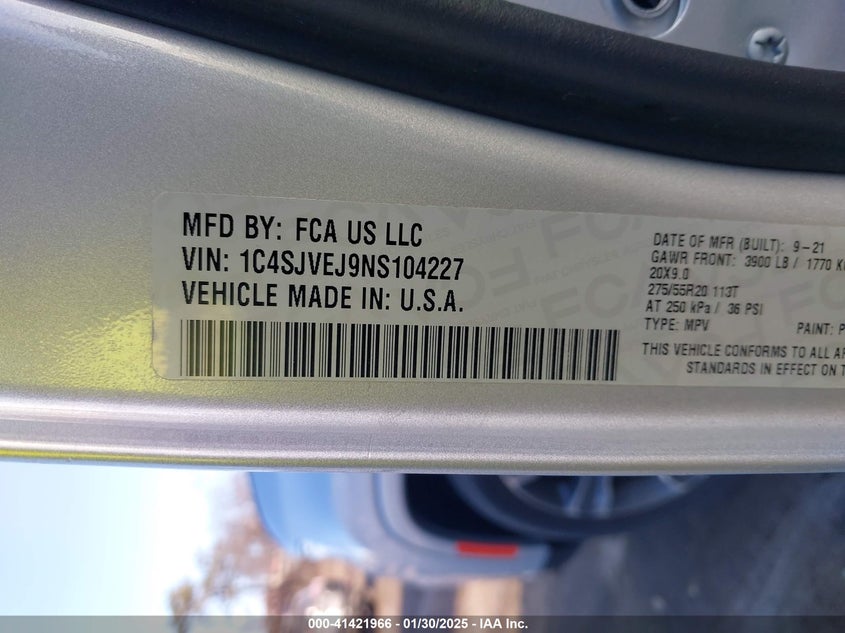 MFD BY: FCA US LLC
VIN: 1C4SJVEJ9NS104227
VEHICLE MADE IN: U.S.A.
DATE OF MFR (BUILT): 9-21
GAWR FRONT: 3900 LB / 1770
20X9.0
275/55R20 113T
AT 250 kPa / 36 PSI
TYPE: MPV PAINT:
THIS VEHICLE CONFORMS TO ALL
STANDARDS IN EFFECT ON
000-41421966 - 01/30/2025 - IAA Inc.